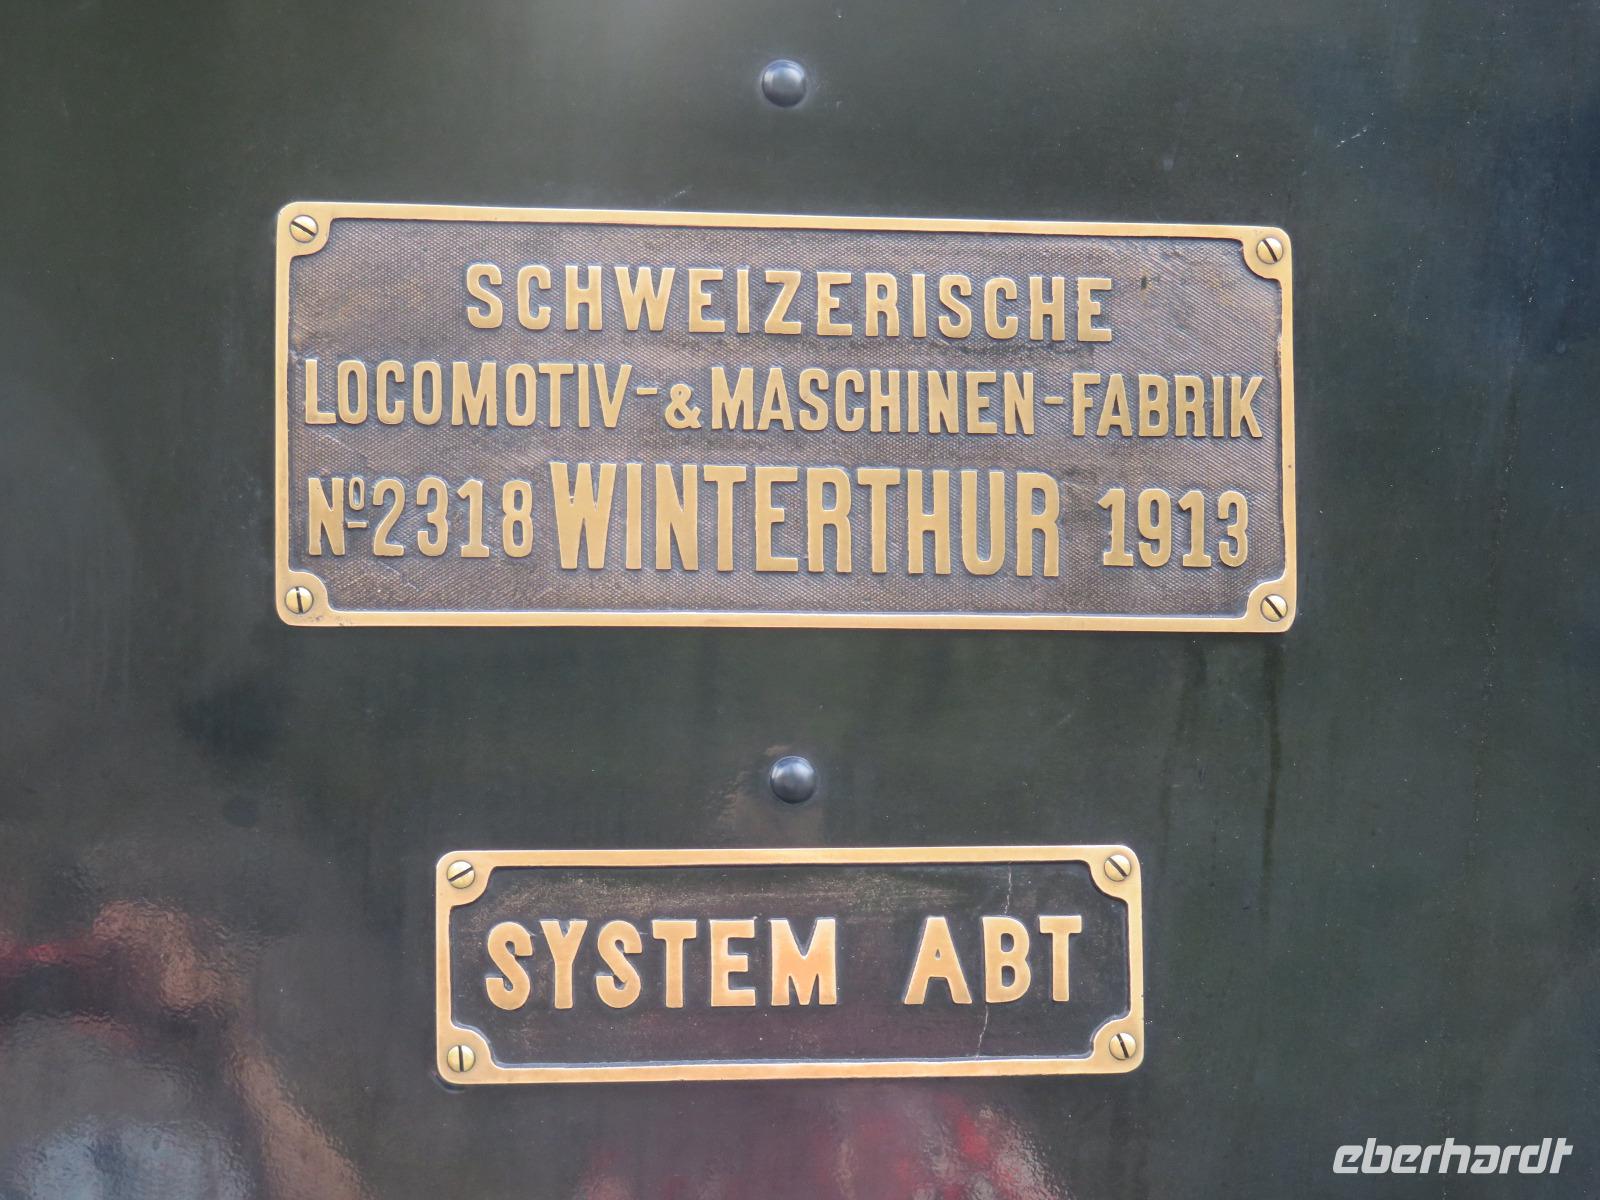 SCHWEIZERISCHE
LOCOMOTIV-&MASCHINEN-FABRIK
Nº2318 WINTERTHUR 1913
SYSTEM ABT
eberhardt